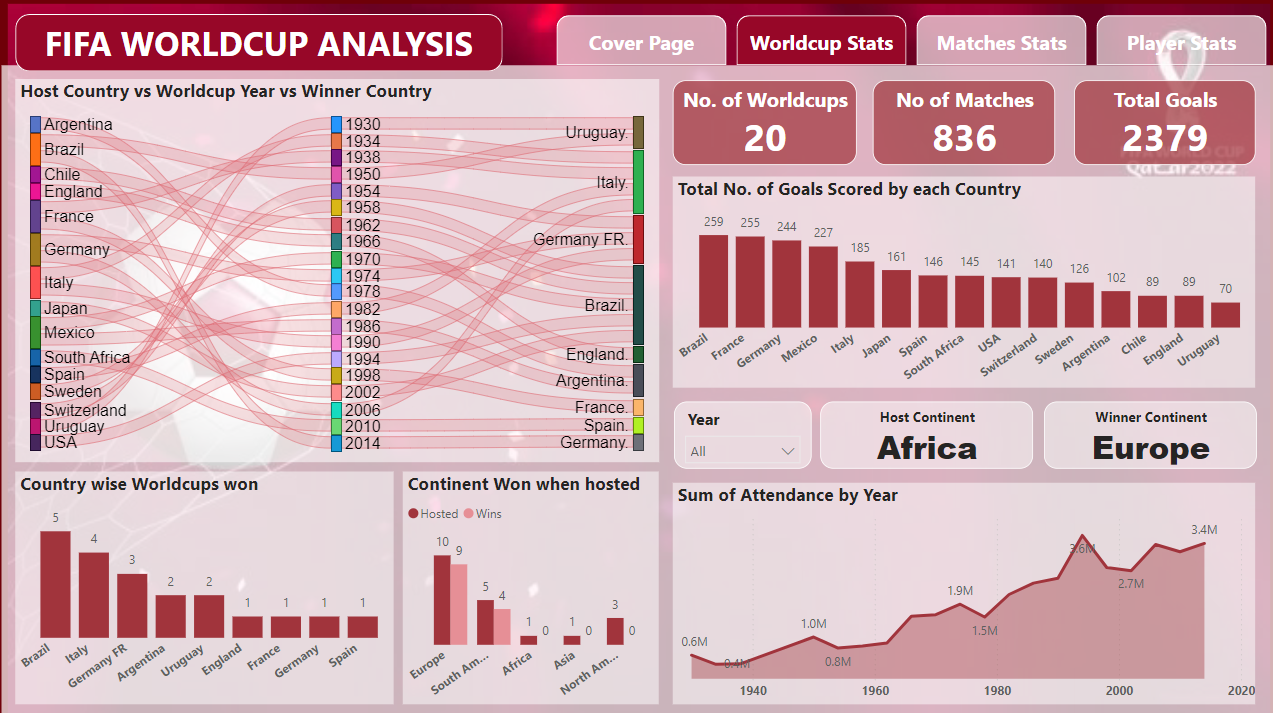 FIFA WORLDCUP ANALYSIS
Cover Page
Worldcup Stats
Matches Stats
Player Stats
Host Country vs Worldcup Year vs Winner Country
Argentina
Brazil
Chile
England
France
Germany
Italy
Japan
Mexico
South Africa
Spain
Sweden
Switzerland
Uruguay
USA
1930
1934
1938
1950
1954
1958
1962
1966
1970
1974
1978
1982
1986
1990
1994
1998
2002
2006
2010
2014
Uruguay.
Italy.
Germany FR.
Brazil.
England.
Argentina.
France.
Spain.
Germany.
No. of Worldcups
20
No of Matches
836
Total Goals
2379
FIFA WORLD CUP
Qatar2022
Total No. of Goals Scored by each Country
259 255 244 227 185 161 146 145 141 140 126 102 89 89 70
Brazil France Germany Mexico Italy Japan Spain South Africa USA Switzerland Sweden Argentina Chile England Uruguay
Year
All
Host Continent
Africa
Winner Continent
Europe
Country wise Worldcups won
5 4 3 2 2 1 1 1 1
Brazil Italy Germany FR Argentina Uruguay England France Germany Spain
Continent Won when hosted
Hosted Wins
10 9 5 4 1 0 1 0 3 0
Europe South Am... Africa Asia North Am...
Sum of Attendance by Year
0.6M 0.4M 1.0M 0.8M 1.9M 1.5M 3.6M 2.7M 3.4M
1940 1960 1980 2000 2020